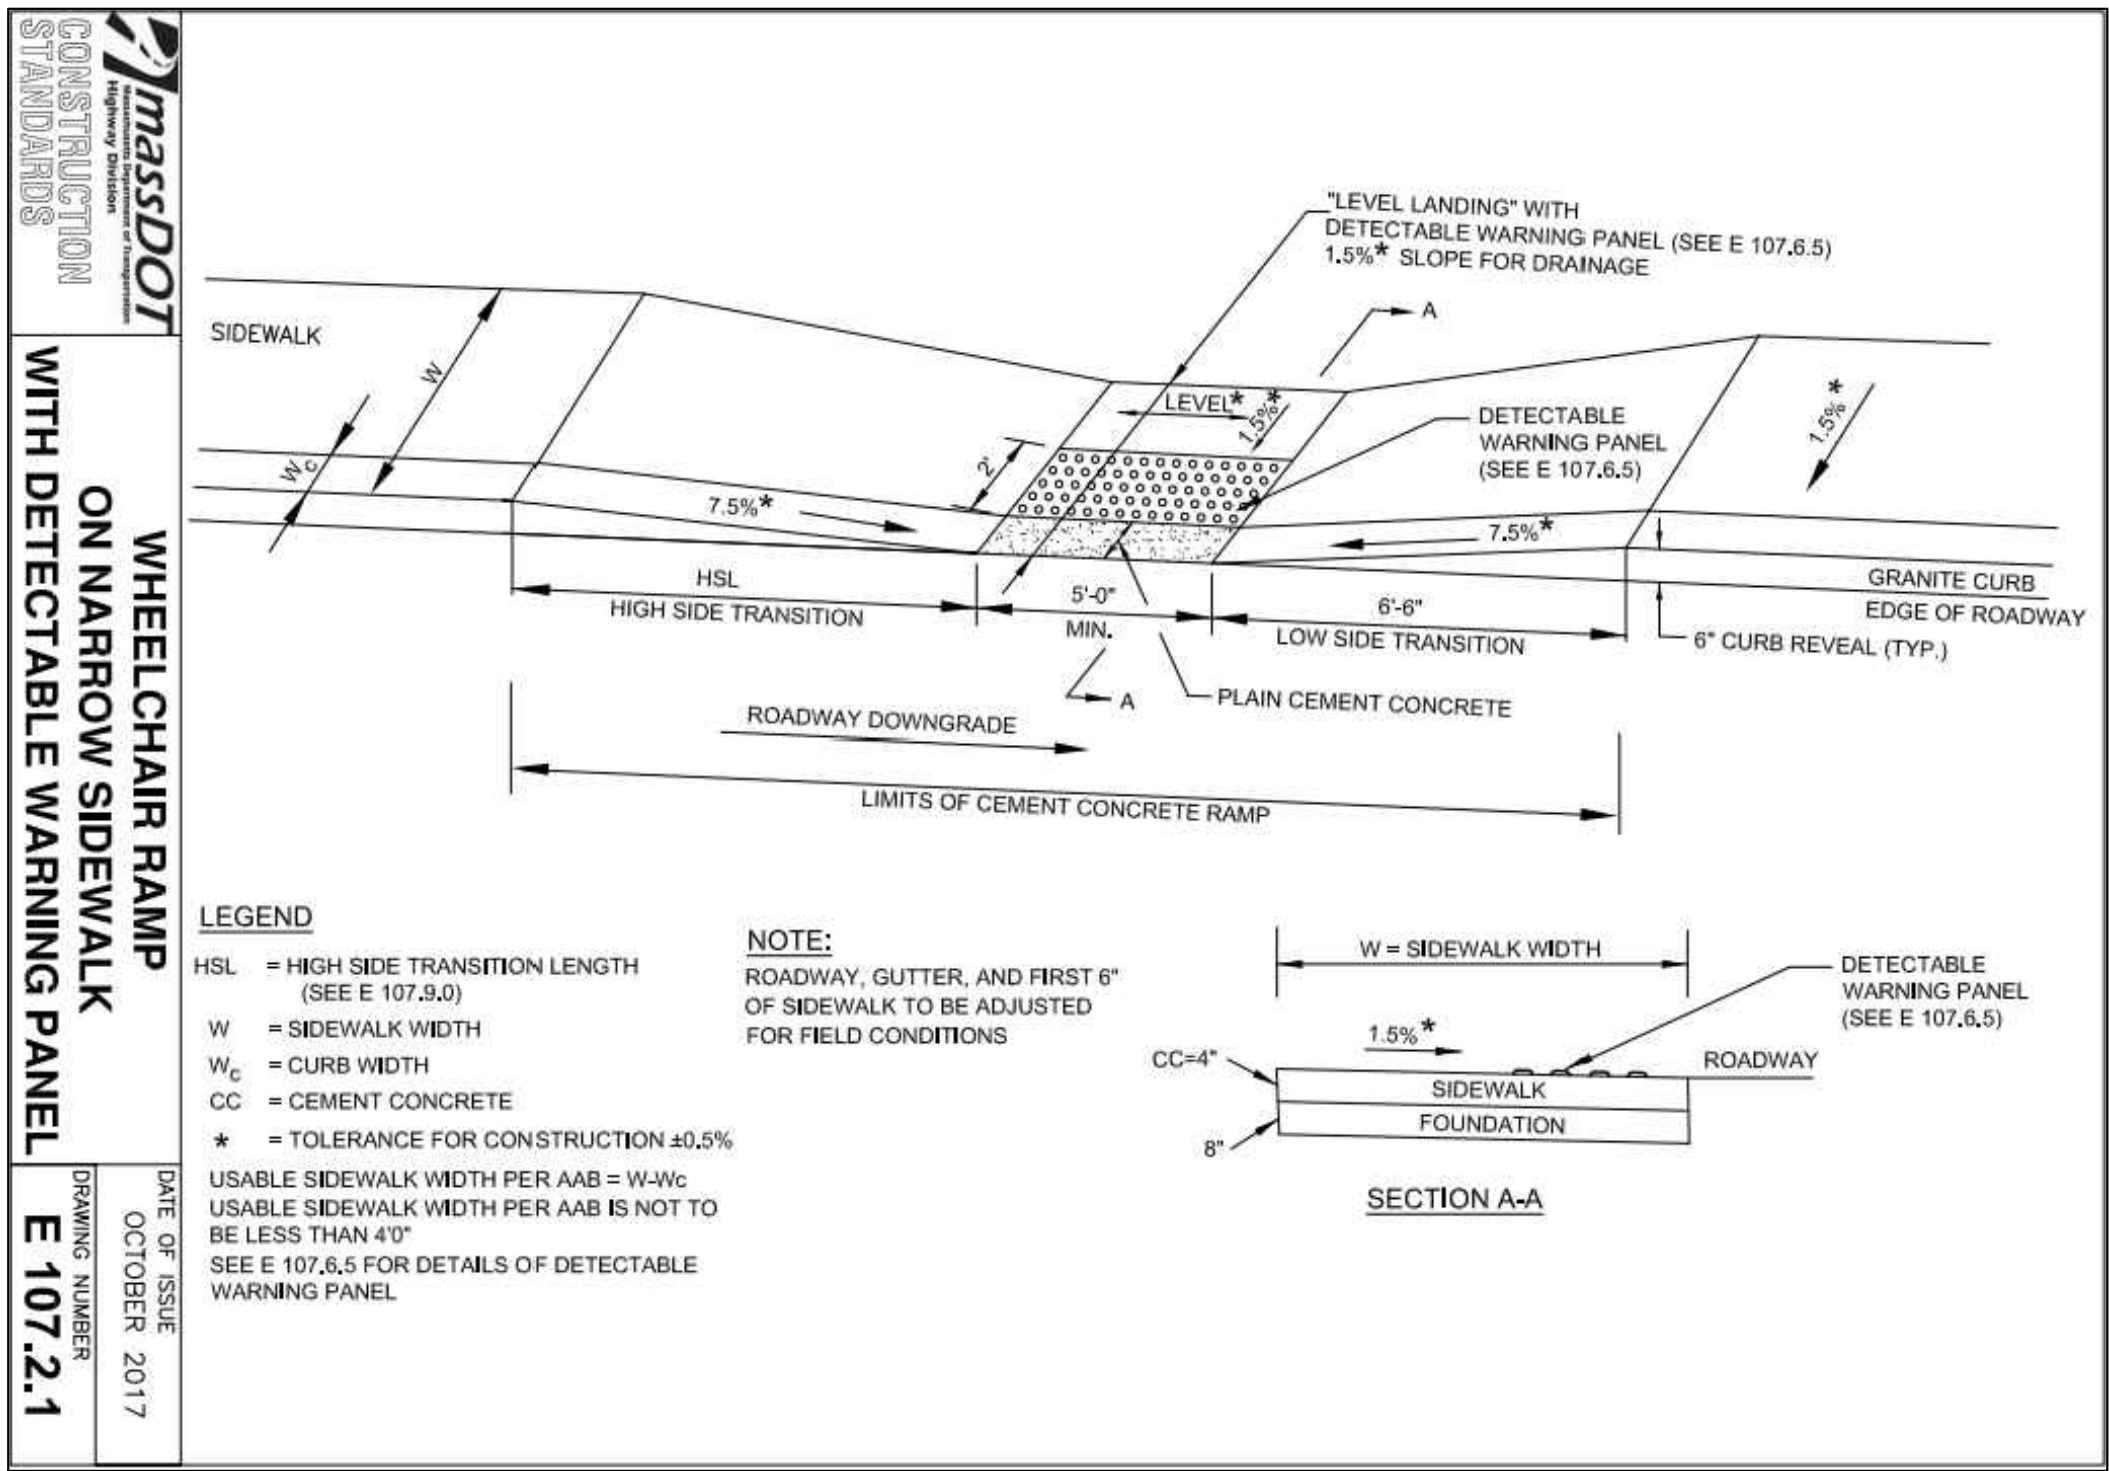 massDOT
Massachusetts Department of Transportation
Highway Division
CONSTRUCTION
STANDARDS
WHEELCHAIR RAMP
ON NARROW SIDEWALK
WITH DETECTABLE WARNING PANEL
DATE OF ISSUE
OCTOBER 2017
DRAWING NUMBER
E 107.2.1
"LEVEL LANDING" WITH
DETECTABLE WARNING PANEL (SEE E 107.6.5)
1.5%* SLOPE FOR DRAINAGE
A
SIDEWALK
W
Wc
LEVEL*
1.5%*
2'
DETECTABLE
WARNING PANEL
(SEE E 107.6.5)
1.5%*
7.5%*
7.5%*
HSL
HIGH SIDE TRANSITION
5'-0"
MIN.
6'-6"
LOW SIDE TRANSITION
GRANITE CURB
EDGE OF ROADWAY
6" CURB REVEAL (TYP.)
A
PLAIN CEMENT CONCRETE
ROADWAY DOWNGRADE
LIMITS OF CEMENT CONCRETE RAMP
LEGEND
HSL = HIGH SIDE TRANSITION LENGTH
(SEE E 107.9.0)
W = SIDEWALK WIDTH
Wc = CURB WIDTH
CC = CEMENT CONCRETE
* = TOLERANCE FOR CONSTRUCTION ±0.5%
USABLE SIDEWALK WIDTH PER AAB = W-Wc
USABLE SIDEWALK WIDTH PER AAB IS NOT TO
BE LESS THAN 4'0"
SEE E 107.6.5 FOR DETAILS OF DETECTABLE
WARNING PANEL
NOTE:
ROADWAY, GUTTER, AND FIRST 6"
OF SIDEWALK TO BE ADJUSTED
FOR FIELD CONDITIONS
W = SIDEWALK WIDTH
DETECTABLE
WARNING PANEL
(SEE E 107.6.5)
1.5%*
CC=4"
ROADWAY
SIDEWALK
FOUNDATION
8"
SECTION A-A